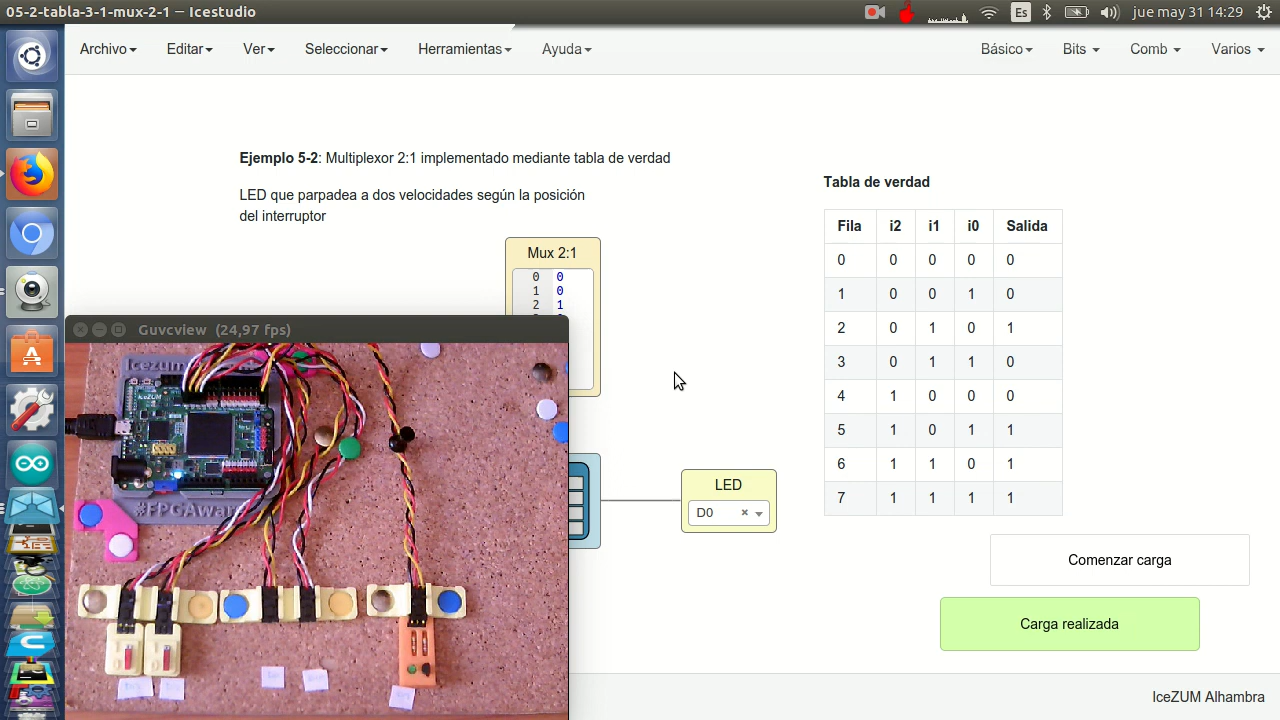 05-2-tabla-3-1-mux-2-1 – Icestudio
Es
jue may 31 14:29
Archivo Editar Ver Seleccionar Herramientas Ayuda Básico Bits Comb Varios
Ejemplo 5-2: Multiplexor 2:1 implementado mediante tabla de verdad
LED que parpadea a dos velocidades según la posición
del interruptor
Mux 2:1
0 0
1 0
2 1
Guvcview (24,97 fps)
Icezum
IceZUM
#FPGAwar
LED
D0
Tabla de verdad
Fila i2 i1 i0 Salida
0 0 0 0 0
1 0 0 1 0
2 0 1 0 1
3 0 1 1 0
4 1 0 0 0
5 1 0 1 1
6 1 1 0 1
7 1 1 1 1
Comenzar carga
Carga realizada
IceZUM Alhambra